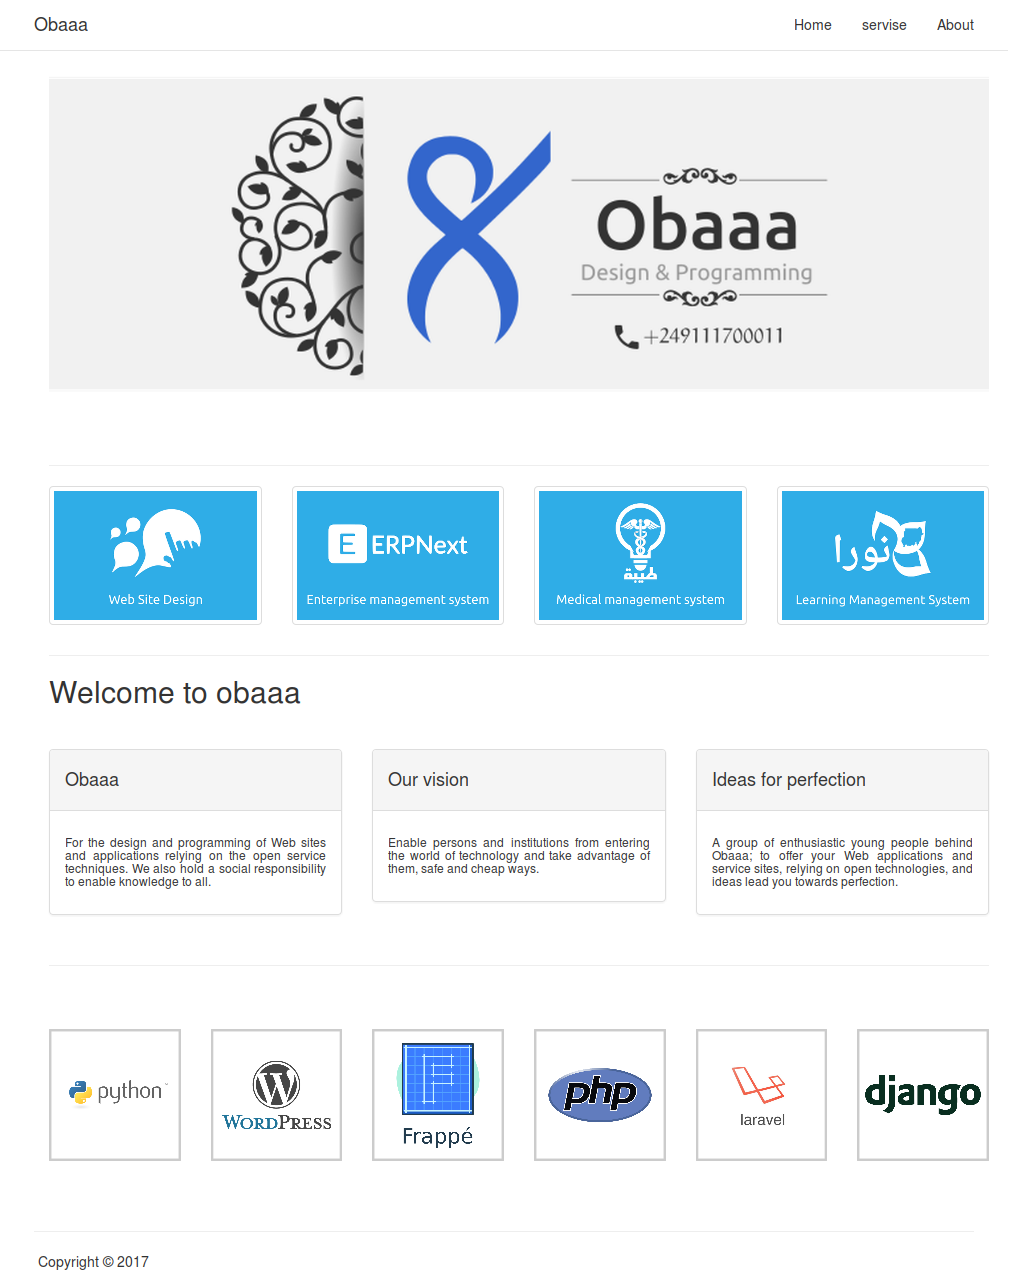 Obaaa
Home servise About
Obaaa
Design & Programming
+249111700011
Web Site Design
E ERPNext
Enterprise management system
طيبة
Medical management system
نورا
Learning Management System
Welcome to obaaa
Obaaa
For the design and programming of Web sites
and applications relying on the open service
techniques. We also hold a social responsibility
to enable knowledge to all.
Our vision
Enable persons and institutions from entering
the world of technology and take advantage of
them, safe and cheap ways.
Ideas for perfection
A group of enthusiastic young people behind
Obaaa; to offer your Web applications and
service sites, relying on open technologies, and
ideas lead you towards perfection.
python
WORDPRESS
Frappé
php
laravel
django
Copyright © 2017